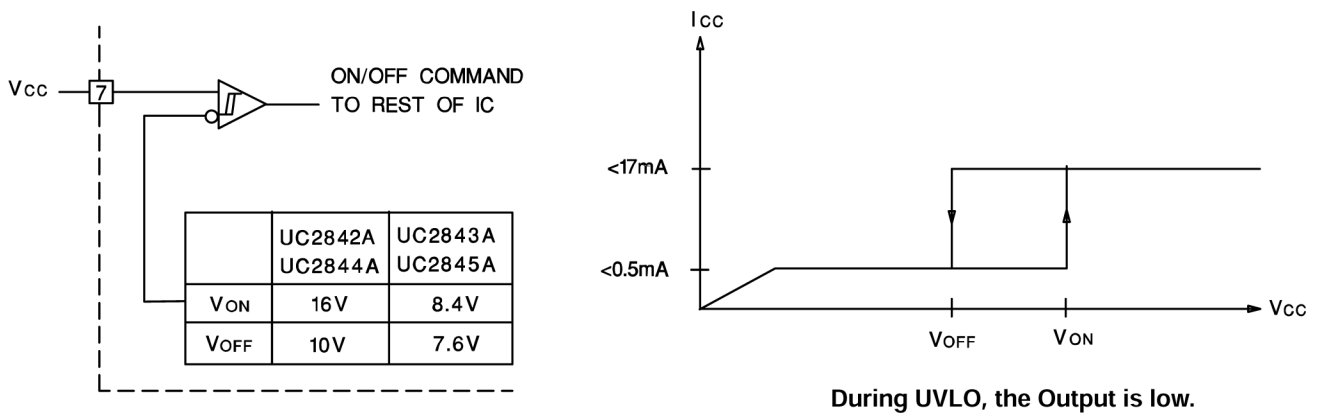 Vcc
7
ON/OFF COMMAND
TO REST OF IC
UC2842A
UC2844A
UC2843A
UC2845A
VON
16V
8.4V
VOFF
10V
7.6V
Icc
<17mA
<0.5mA
VOFF
VON
Vcc
During UVLO, the Output is low.